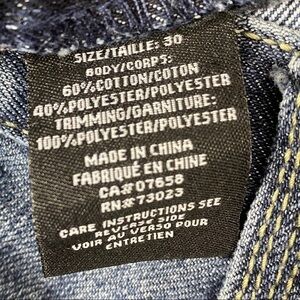 SIZE/TAILLE: 30
BODY/CORPS:
60%COTTON/COTON
40%POLYESTER/POLYESTER
TRIMMING/GARNITURE:
100%POLYESTER/POLYESTER
MADE IN CHINA
FABRIQUÉ EN CHINE
CA#07658
RN#73023
CARE INSTRUCTIONS SEE
REVERSE SIDE
VOIR AU VERSO POUR
ENTRETIEN